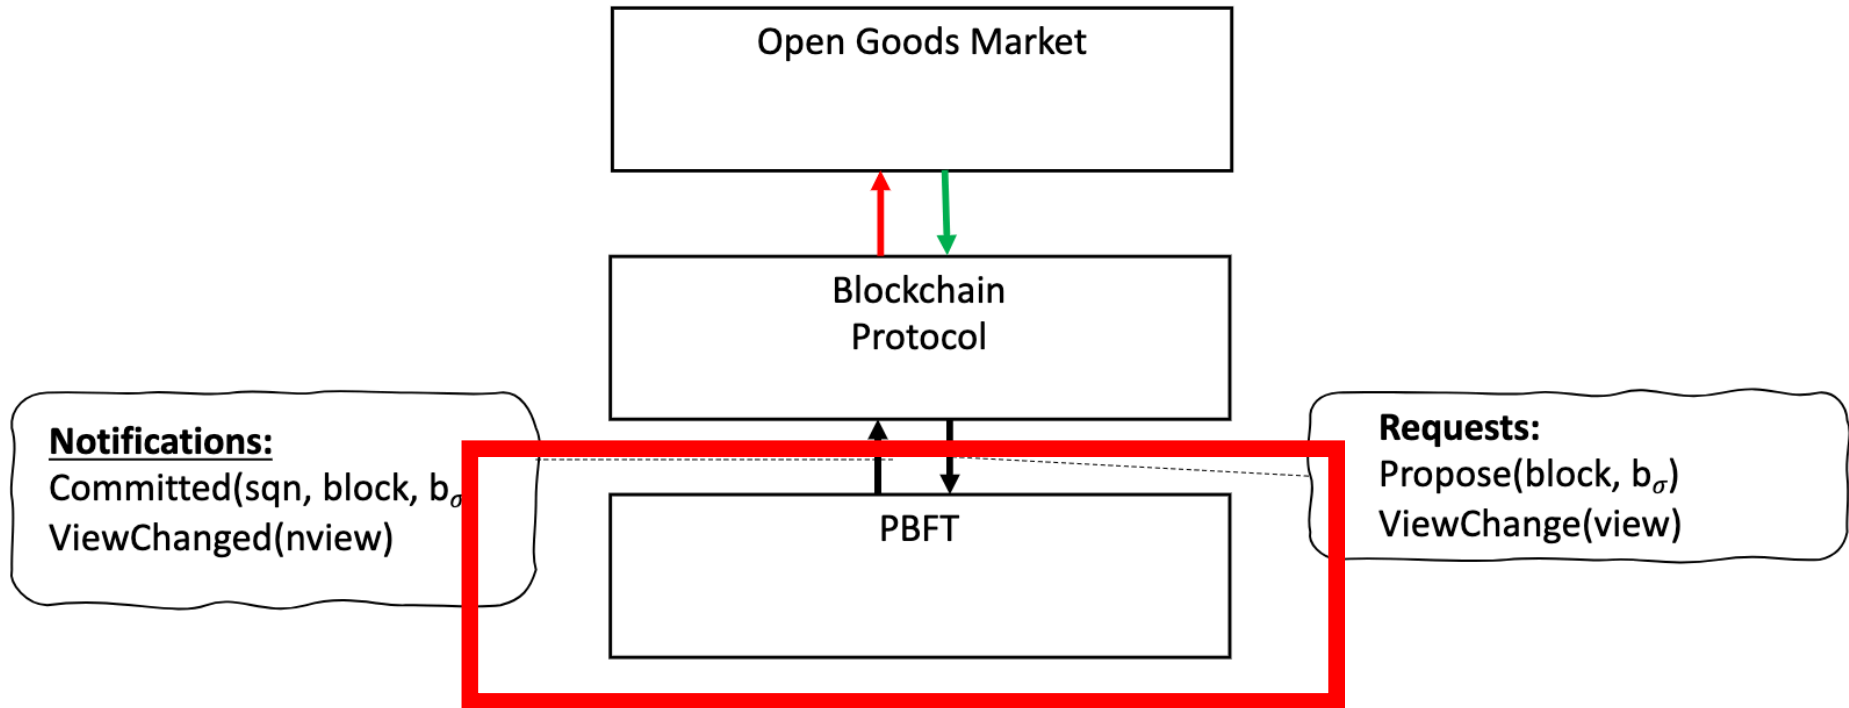 Open Goods Market
Blockchain
Protocol
Notifications:
Committed(sqn, block, bσ
ViewChanged(nview)
Requests:
Propose(block, bσ)
ViewChange(view)
PBFT